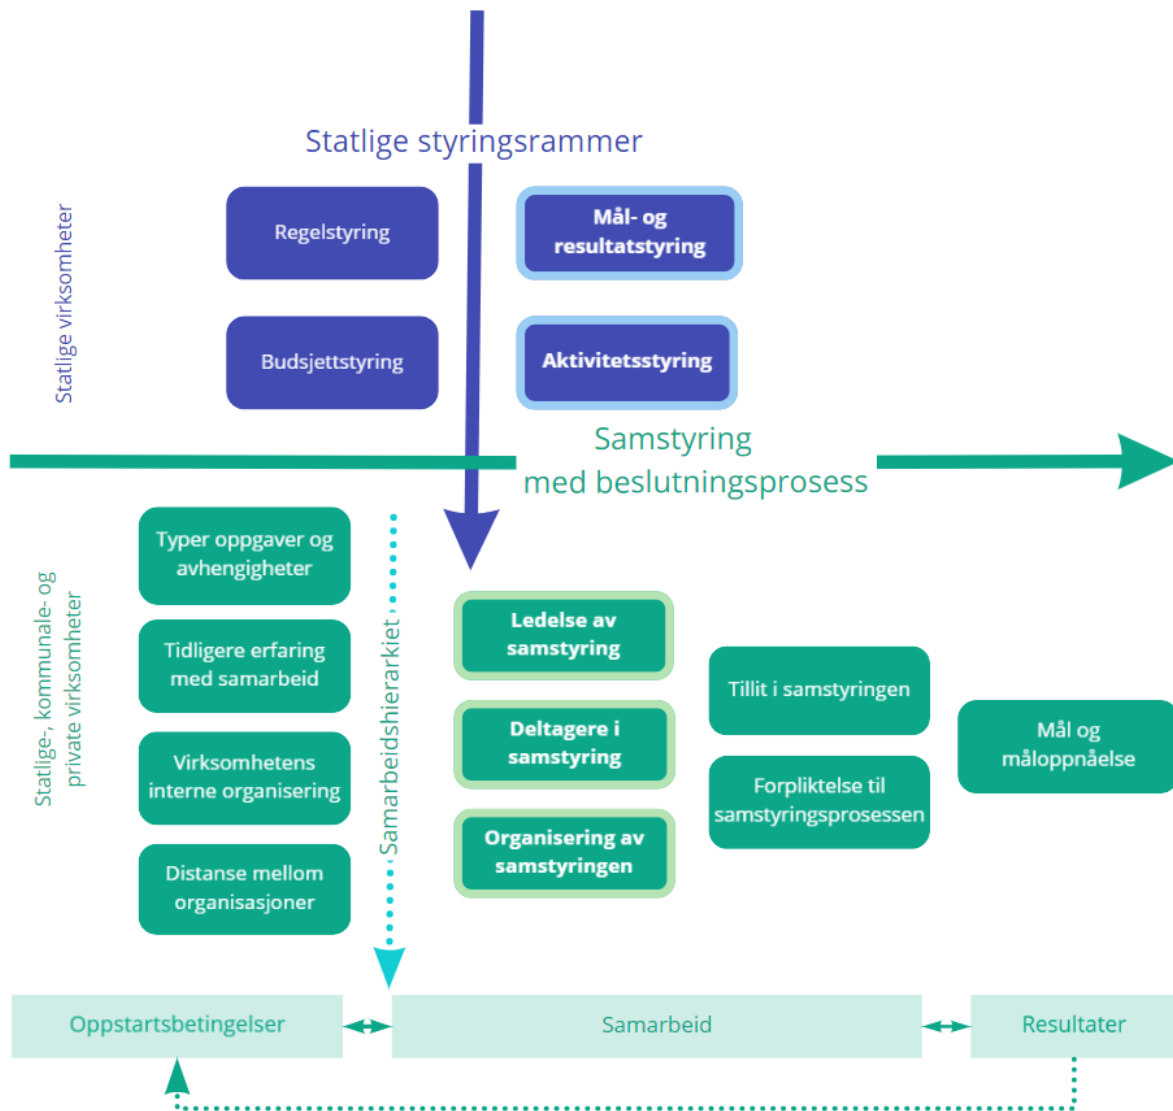 Statlige styringsrammer
Statlige virksomheter
Regelstyring
Mål- og
resultatstyring
Budsjettstyring
Aktivitetsstyring
Samstyring
med beslutningsprosess
Statlige-, kommunale- og
private virksomheter
Typer oppgaver og
avhengigheter
Tidligere erfaring
med samarbeid
Virksomhetens
interne organisering
Distanse mellom
organisasjoner
Samarbeidshierarkiet
Ledelse av
samstyring
Deltagere i
samstyring
Organisering av
samstyringen
Tillit i samstyringen
Forpliktelse til
samstyringsprosessen
Mål og
måloppnåelse
Oppstartsbetingelser
Samarbeid
Resultater